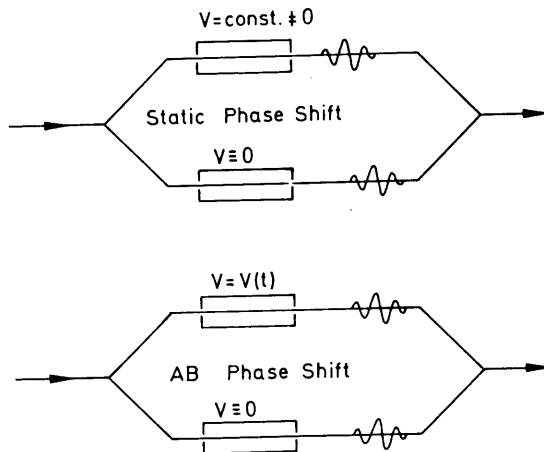 V=const. ≠ 0
Static Phase Shift
V≡0
V=V(t)
AB Phase Shift
V≡0